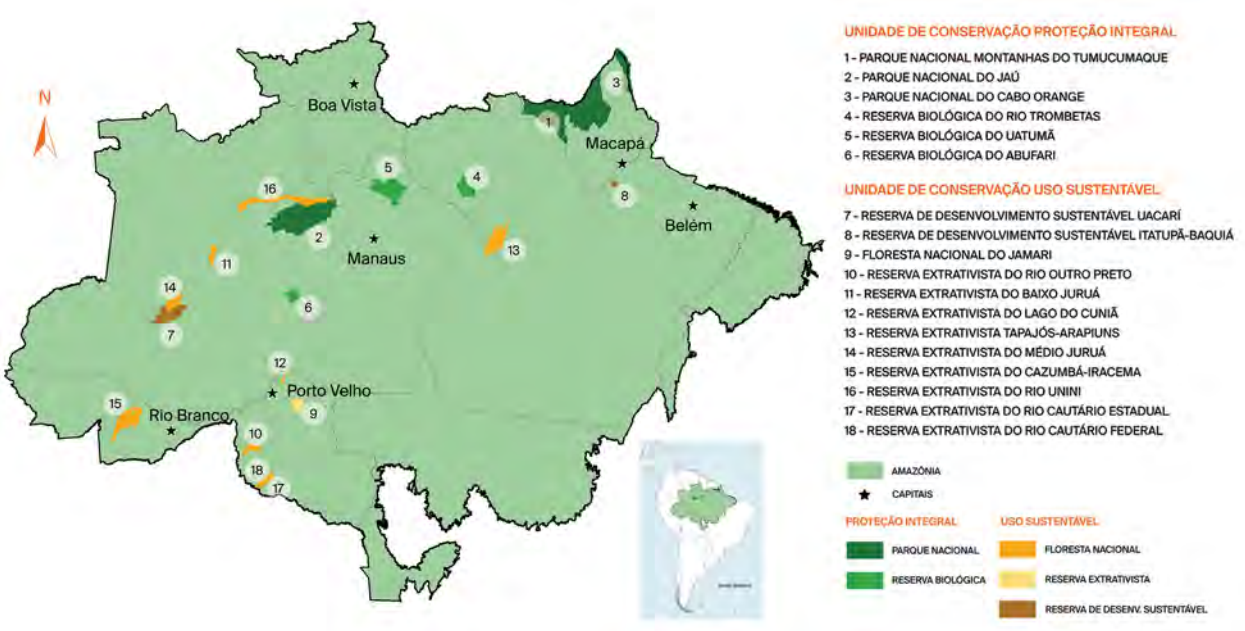 N
Boa Vista
3
1
Macapá
5
4
16
8
Belém
2
13
Manaus
11
14
6
7
12
Porto Velho
15
9
Rio Branco
10
18
17
UNIDADE DE CONSERVAÇÃO PROTEÇÃO INTEGRAL
1 - PARQUE NACIONAL MONTANHAS DO TUMUCUMAQUE
2 - PARQUE NACIONAL DO JAÚ
3 - PARQUE NACIONAL DO CABO ORANGE
4 - RESERVA BIOLÓGICA DO RIO TROMBETAS
5 - RESERVA BIOLÓGICA DO UATUMÃ
6 - RESERVA BIOLÓGICA DO ABUFARI
UNIDADE DE CONSERVAÇÃO USO SUSTENTÁVEL
7 - RESERVA DE DESENVOLVIMENTO SUSTENTÁVEL UACARÍ
8 - RESERVA DE DESENVOLVIMENTO SUSTENTÁVEL ITATUPÃ-BAQUIÁ
9 - FLORESTA NACIONAL DO JAMARI
10 - RESERVA EXTRATIVISTA DO RIO OUTRO PRETO
11 - RESERVA EXTRATIVISTA DO BAIXO JURUÁ
12 - RESERVA EXTRATIVISTA DO LAGO DO CUNIÃ
13 - RESERVA EXTRATIVISTA TAPAJÓS-ARAPIUNS
14 - RESERVA EXTRATIVISTA DO MÉDIO JURUÁ
15 - RESERVA EXTRATIVISTA DO CAZUMBÁ-IRACEMA
16 - RESERVA EXTRATIVISTA DO RIO UNINI
17 - RESERVA EXTRATIVISTA DO RIO CAUTÁRIO ESTADUAL
18 - RESERVA EXTRATIVISTA DO RIO CAUTÁRIO FEDERAL
AMAZÔNIA
CAPITAIS
PROTEÇÃO INTEGRAL
USO SUSTENTÁVEL
PARQUE NACIONAL
FLORESTA NACIONAL
RESERVA BIOLÓGICA
RESERVA EXTRATIVISTA
RESERVA DE DESENV. SUSTENTÁVEL